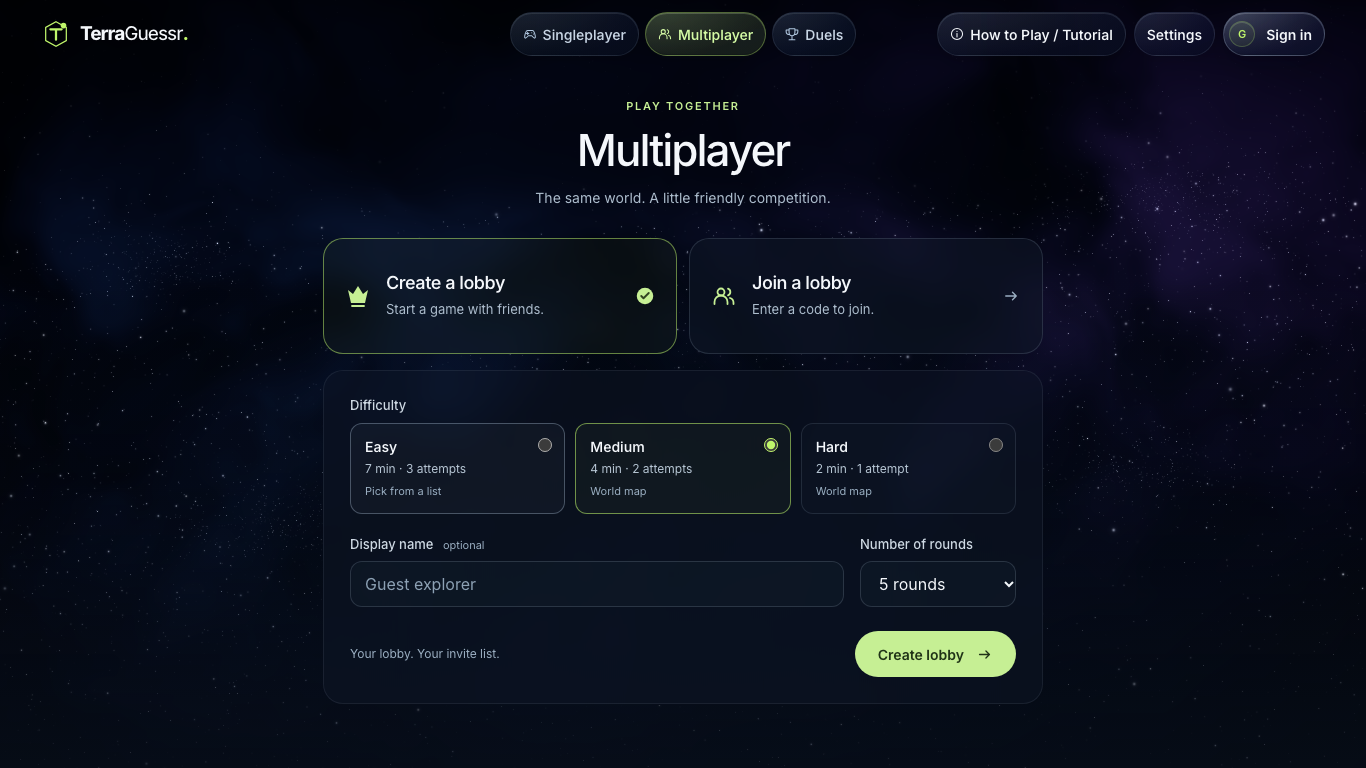 TerraGuessr.
Singleplayer
Multiplayer
Duels
How to Play / Tutorial
Settings
G
Sign in
PLAY TOGETHER
Multiplayer
The same world. A little friendly competition.
Create a lobby
Start a game with friends.
Join a lobby
Enter a code to join.
Difficulty
Easy
7 min · 3 attempts
Pick from a list
Medium
4 min · 2 attempts
World map
Hard
2 min · 1 attempt
World map
Display name optional
Guest explorer
Number of rounds
5 rounds
Your lobby. Your invite list.
Create lobby